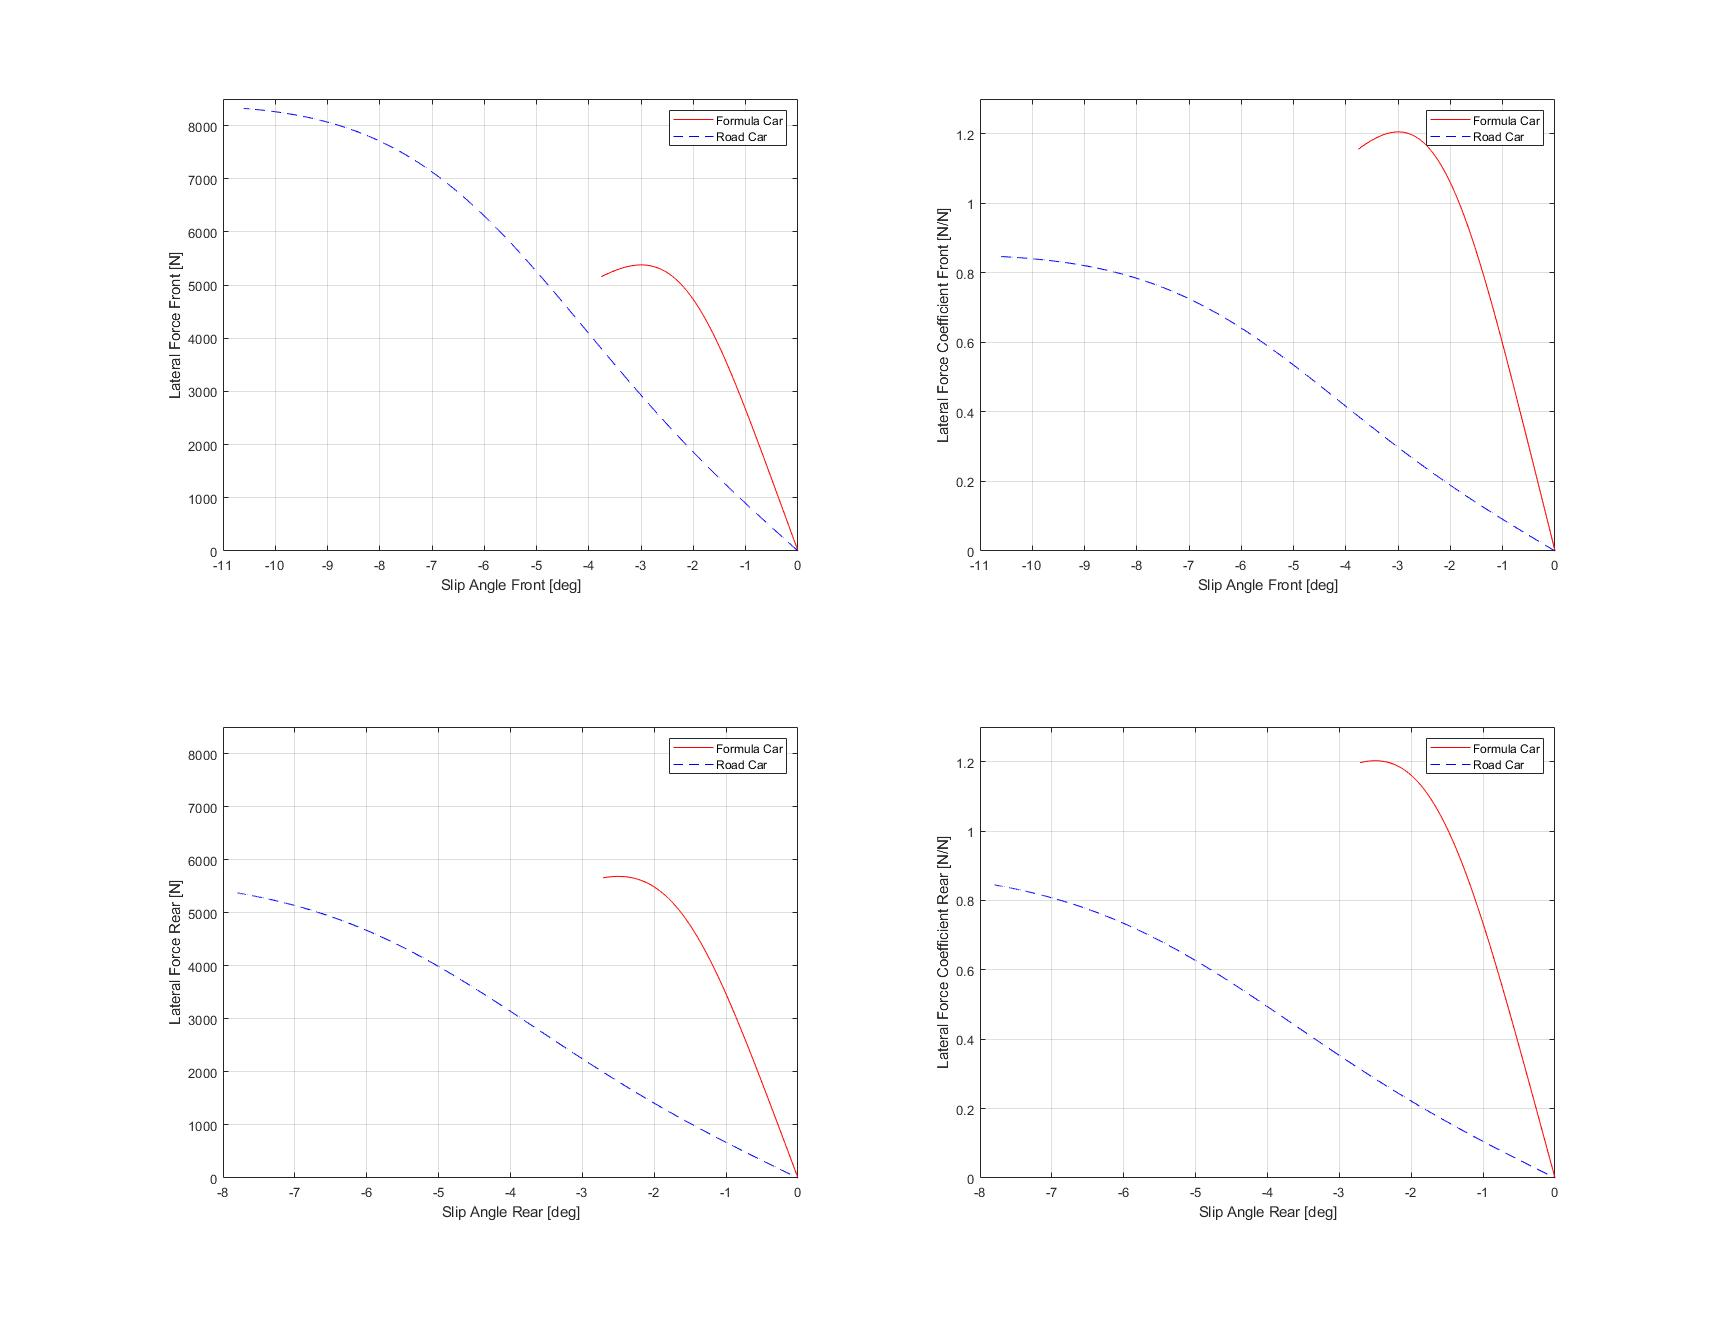 Lateral Force Front [N]
8000
7000
6000
5000
4000
3000
2000
1000
0
-11 -10 -9 -8 -7 -6 -5 -4 -3 -2 -1 0
Slip Angle Front [deg]
Formula Car
Road Car
Lateral Force Coefficient Front [N/N]
1.2
1
0.8
0.6
0.4
0.2
0
-11 -10 -9 -8 -7 -6 -5 -4 -3 -2 -1 0
Slip Angle Front [deg]
Formula Car
Road Car
Lateral Force Rear [N]
8000
7000
6000
5000
4000
3000
2000
1000
0
-8 -7 -6 -5 -4 -3 -2 -1 0
Slip Angle Rear [deg]
Formula Car
Road Car
Lateral Force Coefficient Rear [N/N]
1.2
1
0.8
0.6
0.4
0.2
0
-8 -7 -6 -5 -4 -3 -2 -1 0
Slip Angle Rear [deg]
Formula Car
Road Car